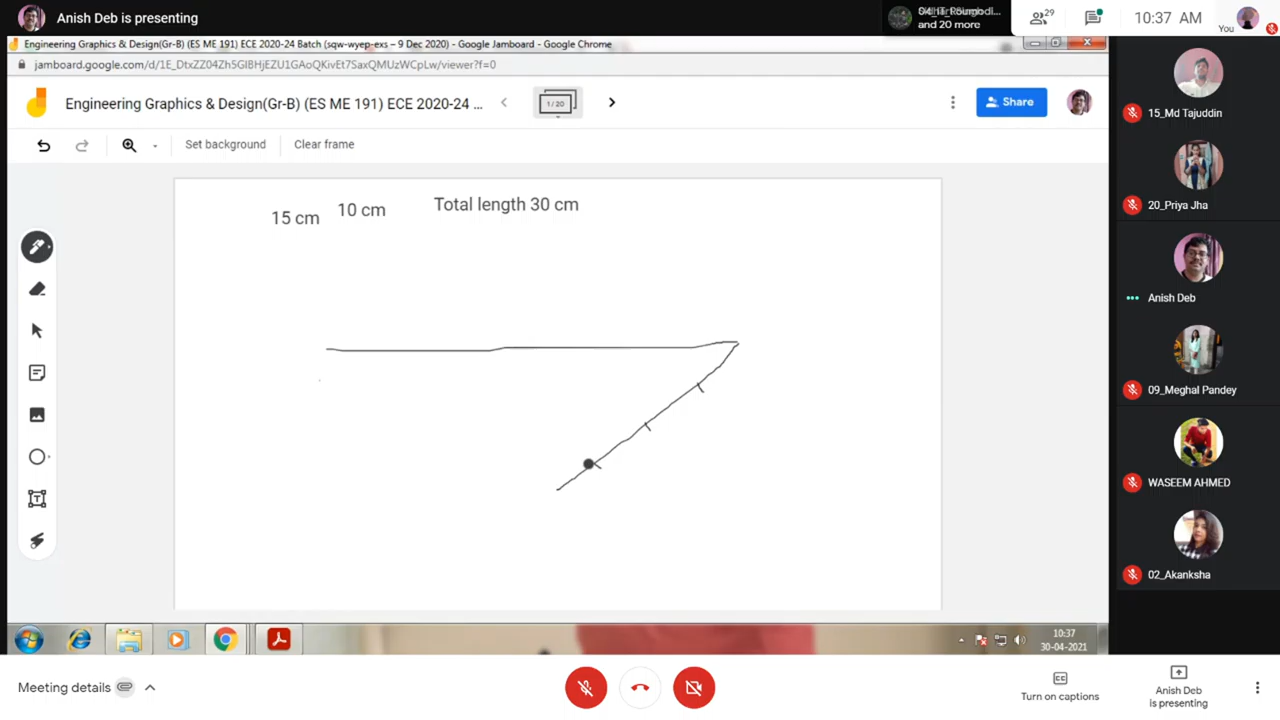 Anish Deb is presenting
and 20 more
29
10:37 AM
You
Engineering Graphics & Design(Gr-B) (ES ME 191) ECE 2020-24 Batch (sqw-wyep-exs – 9 Dec 2020) - Google Jamboard - Google Chrome
jamboard.google.com/d/1E_DtxZZ04Zh5GIBHjEZU1GAoQKivEt7SaxQMUzWCpLw/viewer?f=0
Engineering Graphics & Design(Gr-B) (ES ME 191) ECE 2020-24 ...
1/20
Share
Set background
Clear frame
15 cm
10 cm
Total length 30 cm
15_Md Tajuddin
20_Priya Jha
Anish Deb
09_Meghal Pandey
WASEEM AHMED
02_Akanksha
10:37
30-04-2021
Meeting details
Turn on captions
Anish Deb
is presenting